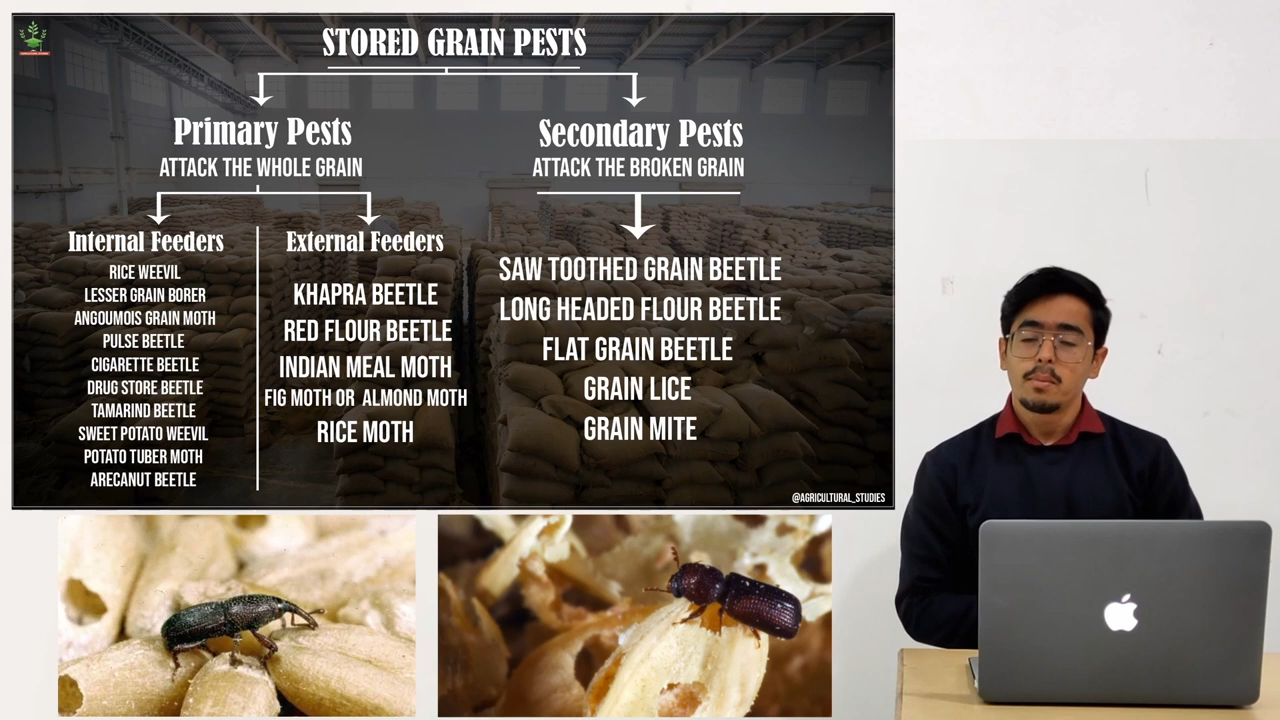 STORED GRAIN PESTS
Primary Pests
ATTACK THE WHOLE GRAIN
Internal Feeders
RICE WEEVIL
LESSER GRAIN BORER
ANGOUMOIS GRAIN MOTH
PULSE BEETLE
CIGARETTE BEETLE
DRUG STORE BEETLE
TAMARIND BEETLE
SWEET POTATO WEEVIL
POTATO TUBER MOTH
ARECANUT BEETLE
External Feeders
KHAPRA BEETLE
RED FLOUR BEETLE
INDIAN MEAL MOTH
FIG MOTH OR ALMOND MOTH
RICE MOTH
Secondary Pests
ATTACK THE BROKEN GRAIN
SAW TOOTHED GRAIN BEETLE
LONG HEADED FLOUR BEETLE
FLAT GRAIN BEETLE
GRAIN LICE
GRAIN MITE
@AGRICULTURAL_STUDIES